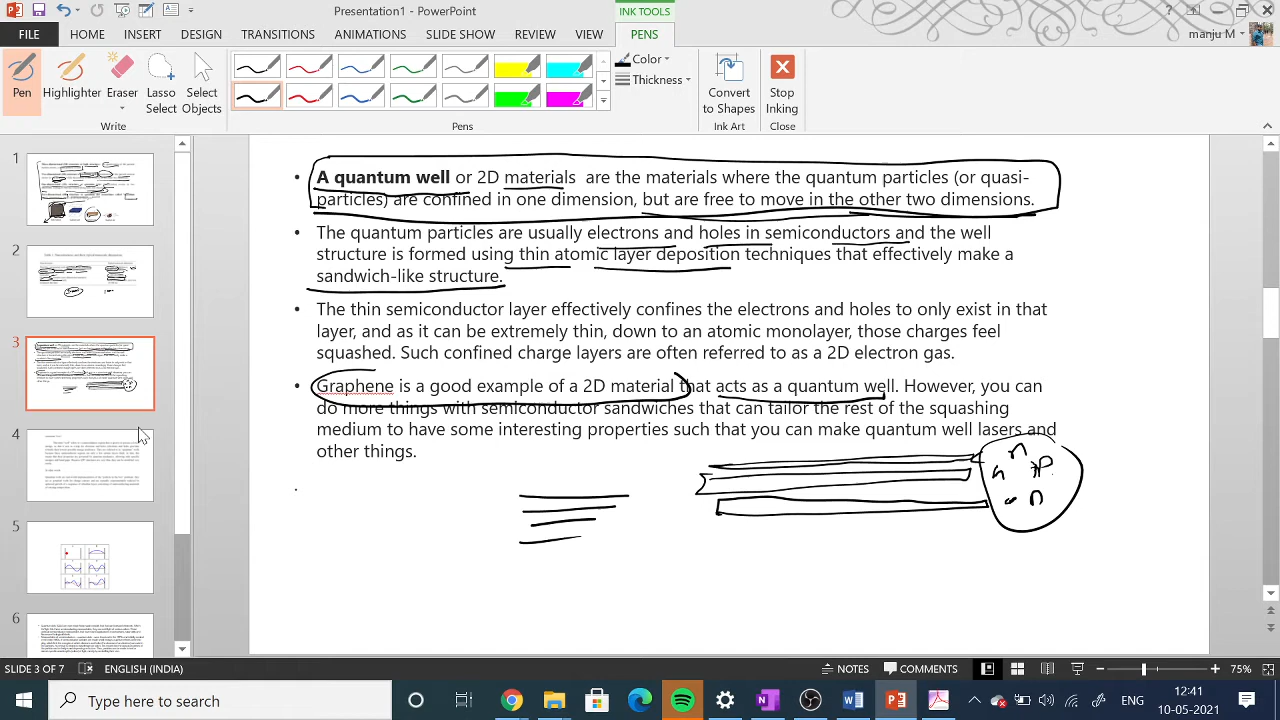 Presentation1 - PowerPoint
INK TOOLS
?
FILE HOME INSERT DESIGN TRANSITIONS ANIMATIONS SLIDE SHOW REVIEW VIEW PENS manju M
Pen Highlighter Eraser Lasso Select Select Objects
Color
Thickness
Convert to Shapes
Stop Inking
Write Pens Ink Art Close
1
2
3
4
5
6
• A quantum well or 2D materials are the materials where the quantum particles (or quasi-
particles) are confined in one dimension, but are free to move in the other two dimensions.
• The quantum particles are usually electrons and holes in semiconductors and the well
structure is formed using thin atomic layer deposition techniques that effectively make a
sandwich-like structure.
• The thin semiconductor layer effectively confines the electrons and holes to only exist in that
layer, and as it can be extremely thin, down to an atomic monolayer, those charges feel
squashed. Such confined charge layers are often referred to as a 2D electron gas.
• Graphene is a good example of a 2D material that acts as a quantum well. However, you can
do more things with semiconductor sandwiches that can tailor the rest of the squashing
medium to have some interesting properties such that you can make quantum well lasers and
other things.
SLIDE 3 OF 7 ENGLISH (INDIA) NOTES COMMENTS 75%
Type here to search
ENG
12:41
10-05-2021